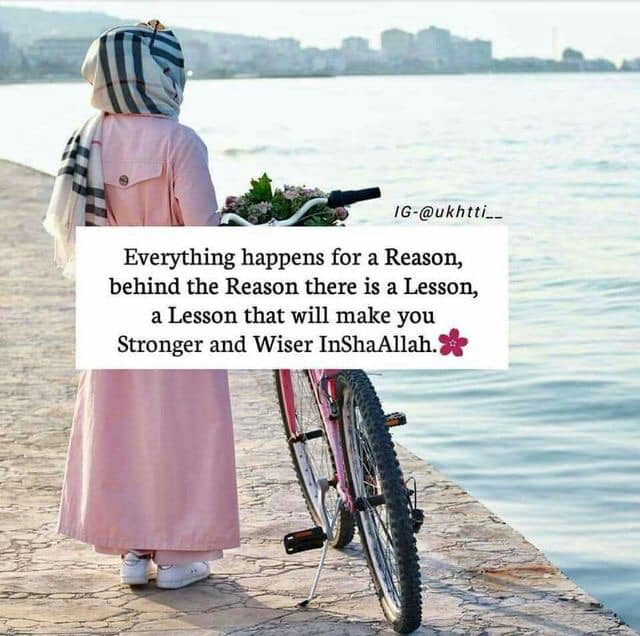 IG-@ukhtti__
Everything happens for a Reason,
behind the Reason there is a Lesson,
a Lesson that will make you
Stronger and Wiser InShaAllah.🌸